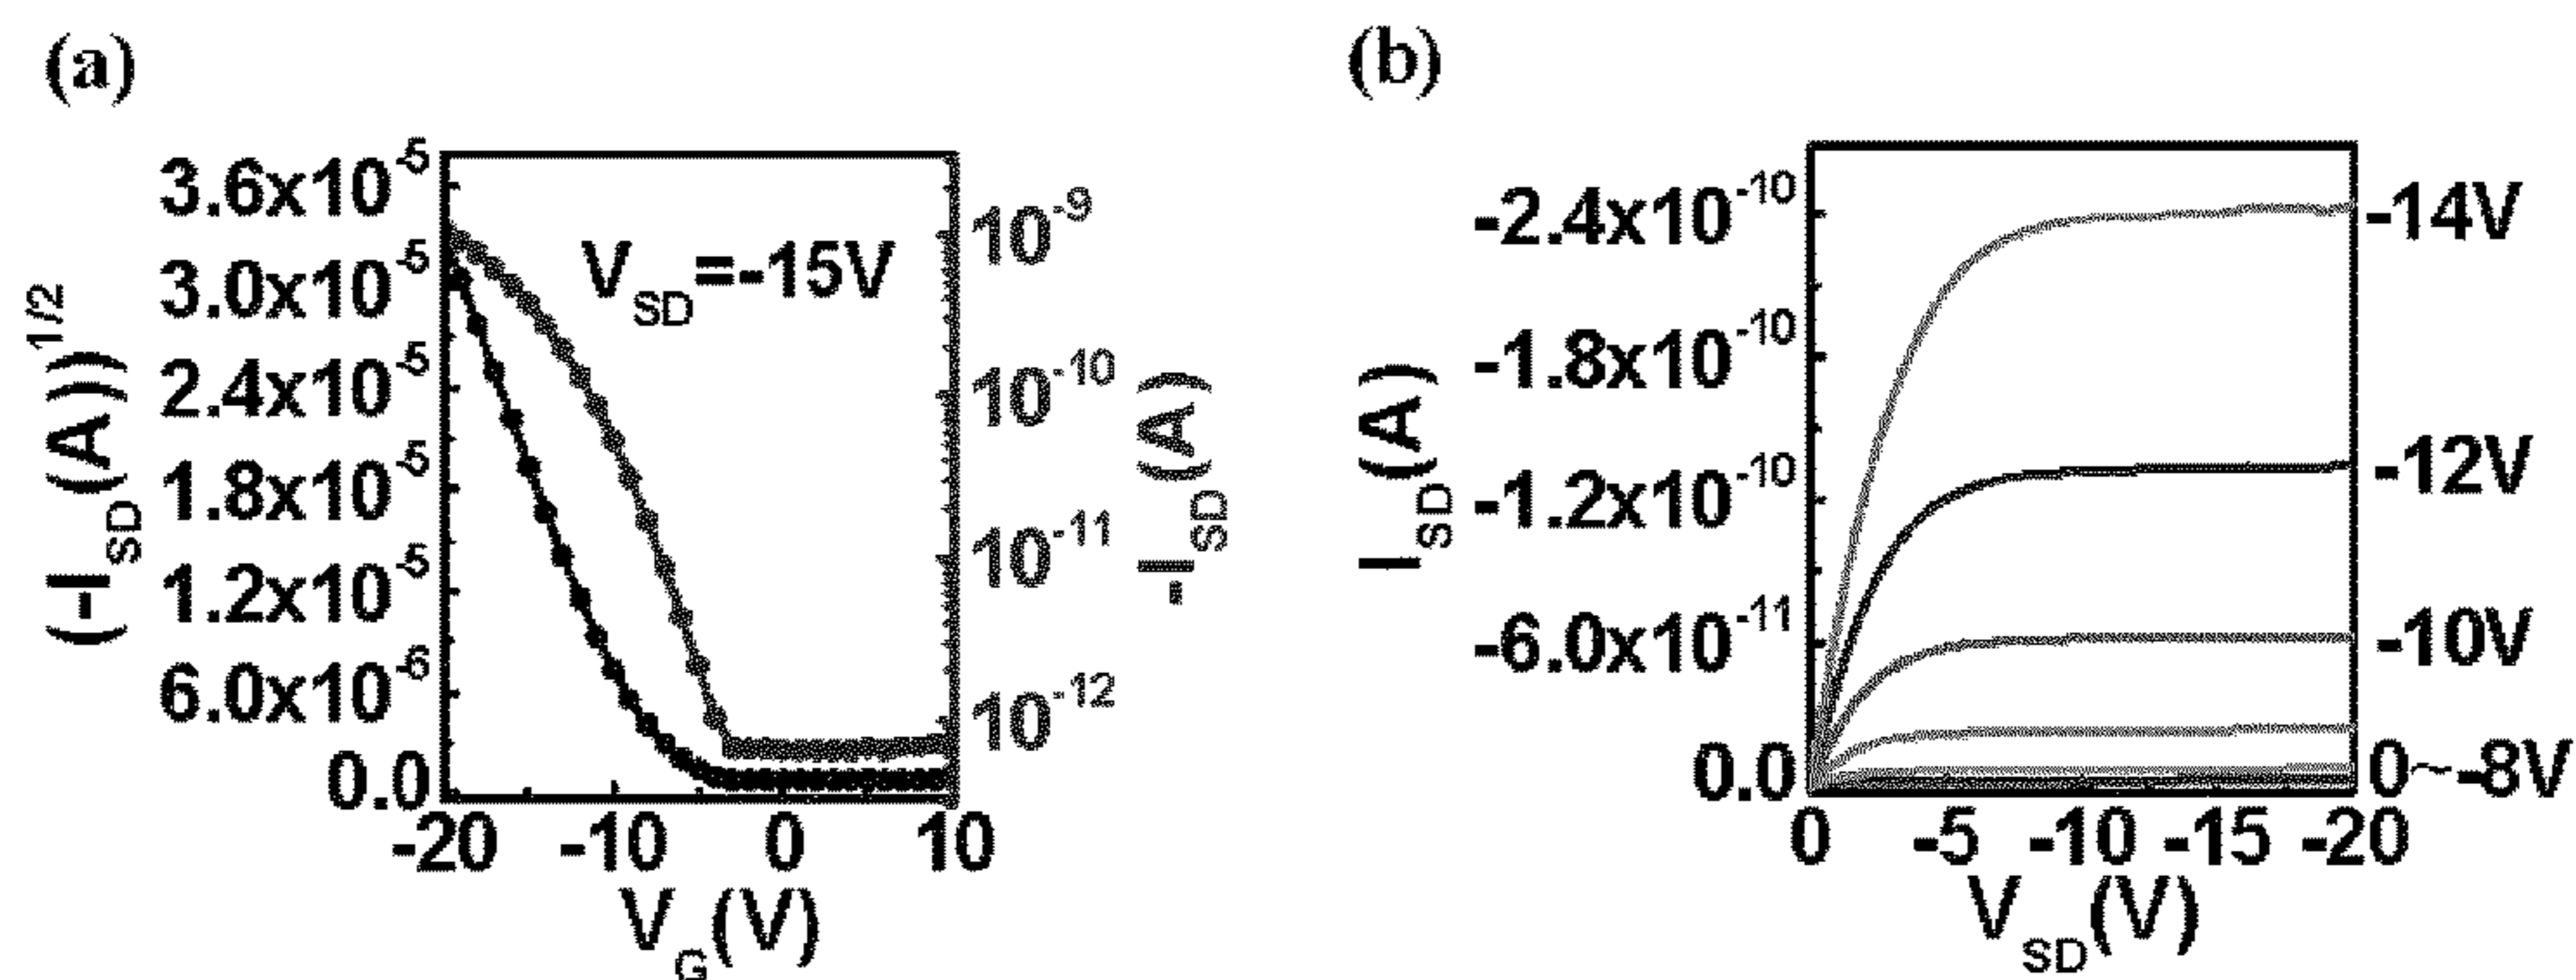 (a)
(-I_SD(A))^1/2
3.6x10^-5
3.0x10^-5
2.4x10^-5
1.8x10^-5
1.2x10^-5
6.0x10^-6
0.0
V_SD=-15V
10^-9
10^-10
10^-11
10^-12
-I_SD(A)
-20 -10 0 10
V_G(V)
(b)
I_SD(A)
-2.4x10^-10
-1.8x10^-10
-1.2x10^-10
-6.0x10^-11
0.0
-14V
-12V
-10V
0~-8V
0 -5 -10 -15 -20
V_SD(V)